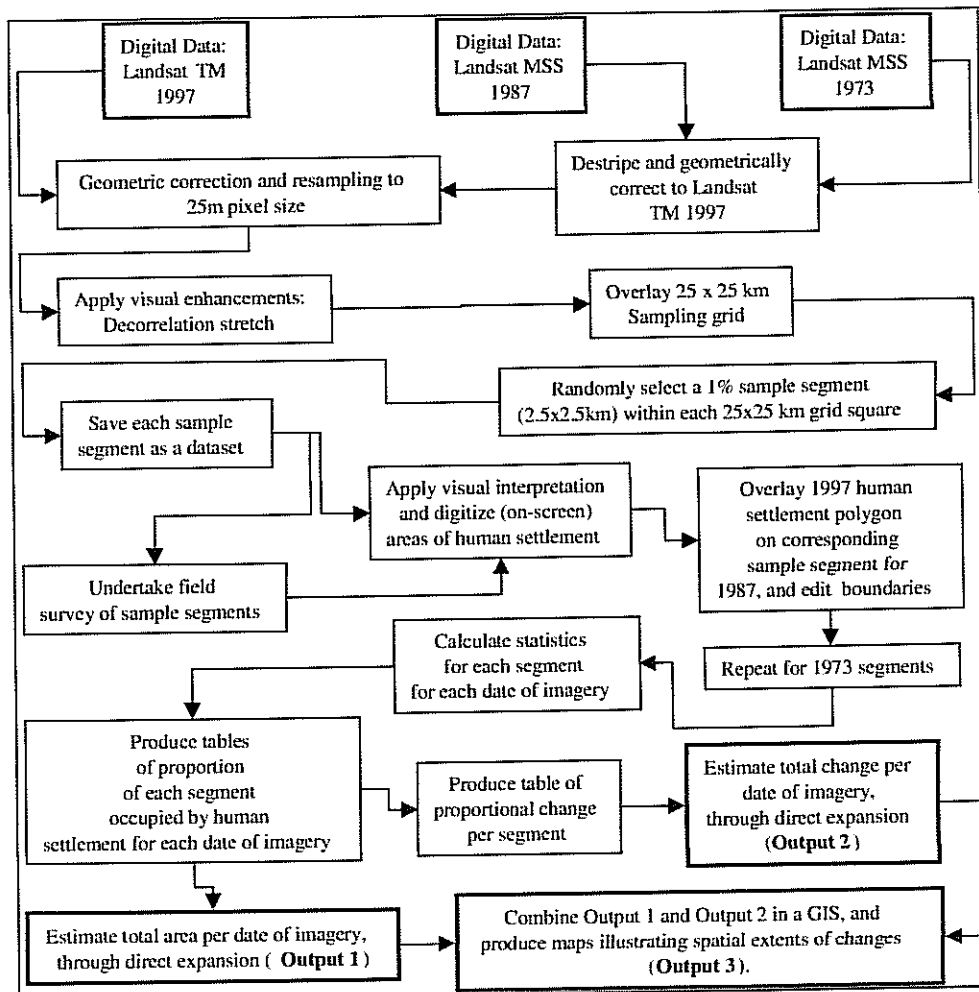 Digital Data:
Landsat TM
1997
Digital Data:
Landsat MSS
1987
Digital Data:
Landsat MSS
1973
Geometric correction and resampling to
25m pixel size
Destripe and geometrically
correct to Landsat
TM 1997
Apply visual enhancements:
Decorrelation stretch
Overlay 25 x 25 km
Sampling grid
Randomly select a 1% sample segment
(2.5x2.5km) within each 25x25 km grid square
Save each sample
segment as a dataset
Apply visual interpretation
and digitize (on-screen)
areas of human settlement
Overlay 1997 human
settlement polygon
on corresponding
sample segment for
1987, and edit boundaries
Undertake field
survey of sample segments
Calculate statistics
for each segment
for each date of imagery
Repeat for 1973 segments
Produce tables
of proportion
of each segment
occupied by human
settlement for each date of imagery
Produce table of
proportional change
per segment
Estimate total change per
date of imagery,
through direct expansion
(Output 2)
Estimate total area per date of imagery,
through direct expansion ( Output 1)
Combine Output 1 and Output 2 in a GIS, and
produce maps illustrating spatial extents of changes
(Output 3).